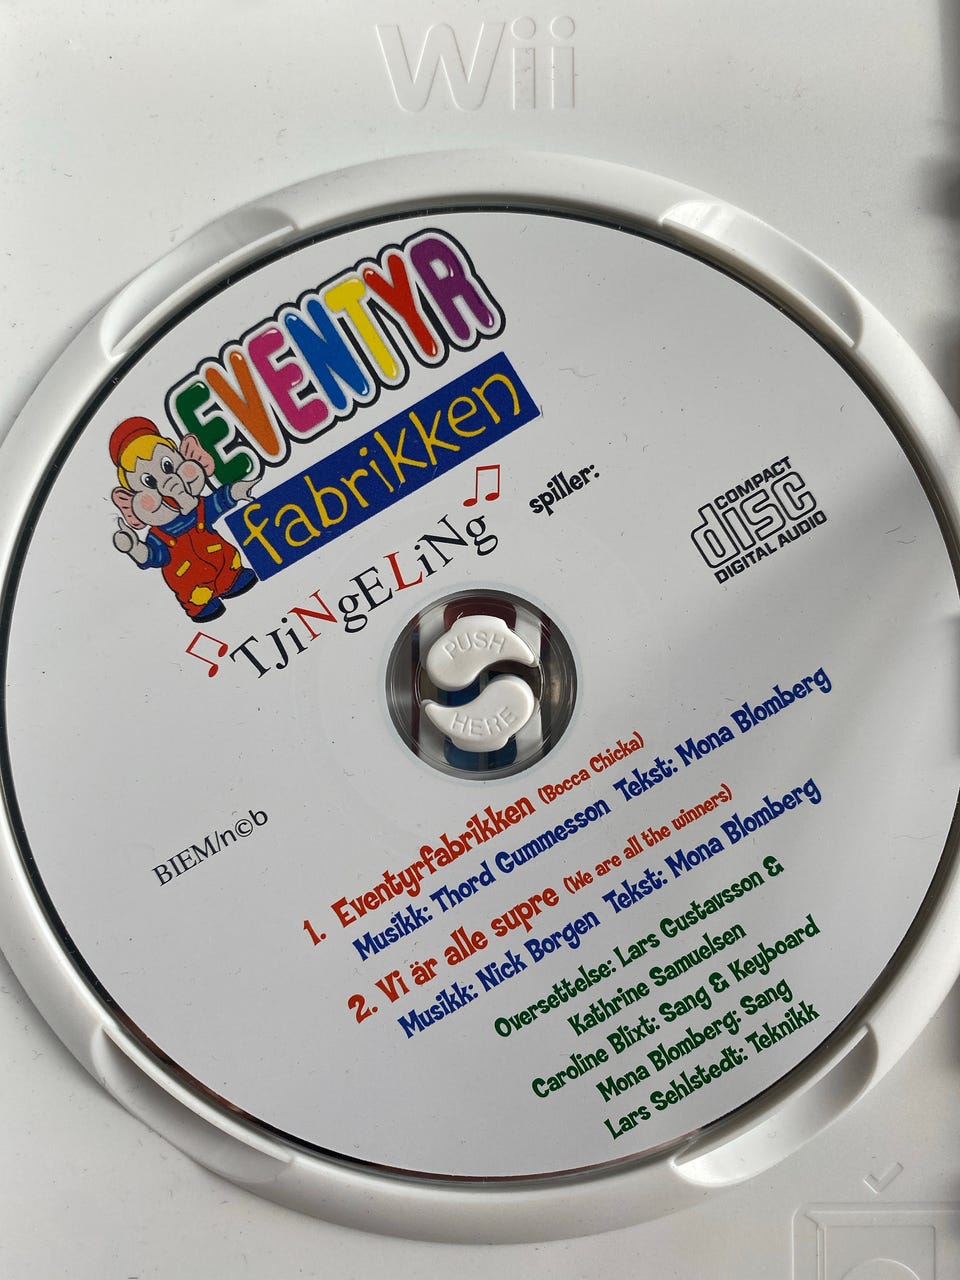 Wii
EVENTYR
fabrikken
TJiNgELiNg
spiller:
COMPACT
disc
DIGITAL AUDIO
PUSH
HERE
BIEM/n©b
1. Eventyrfabrikken (Bocca Chicka)
Musikk: Thord Gummesson Tekst: Mona Blomberg
2. Vi är alle supre (We are all the winners)
Musikk: Nick Borgen Tekst: Mona Blomberg
Oversettelse: Lars Gustavsson &
Kathrine Samuelsen
Caroline Blixt: Sang & Keyboard
Mona Blomberg: Sang
Lars Sehlstedt: Teknikk